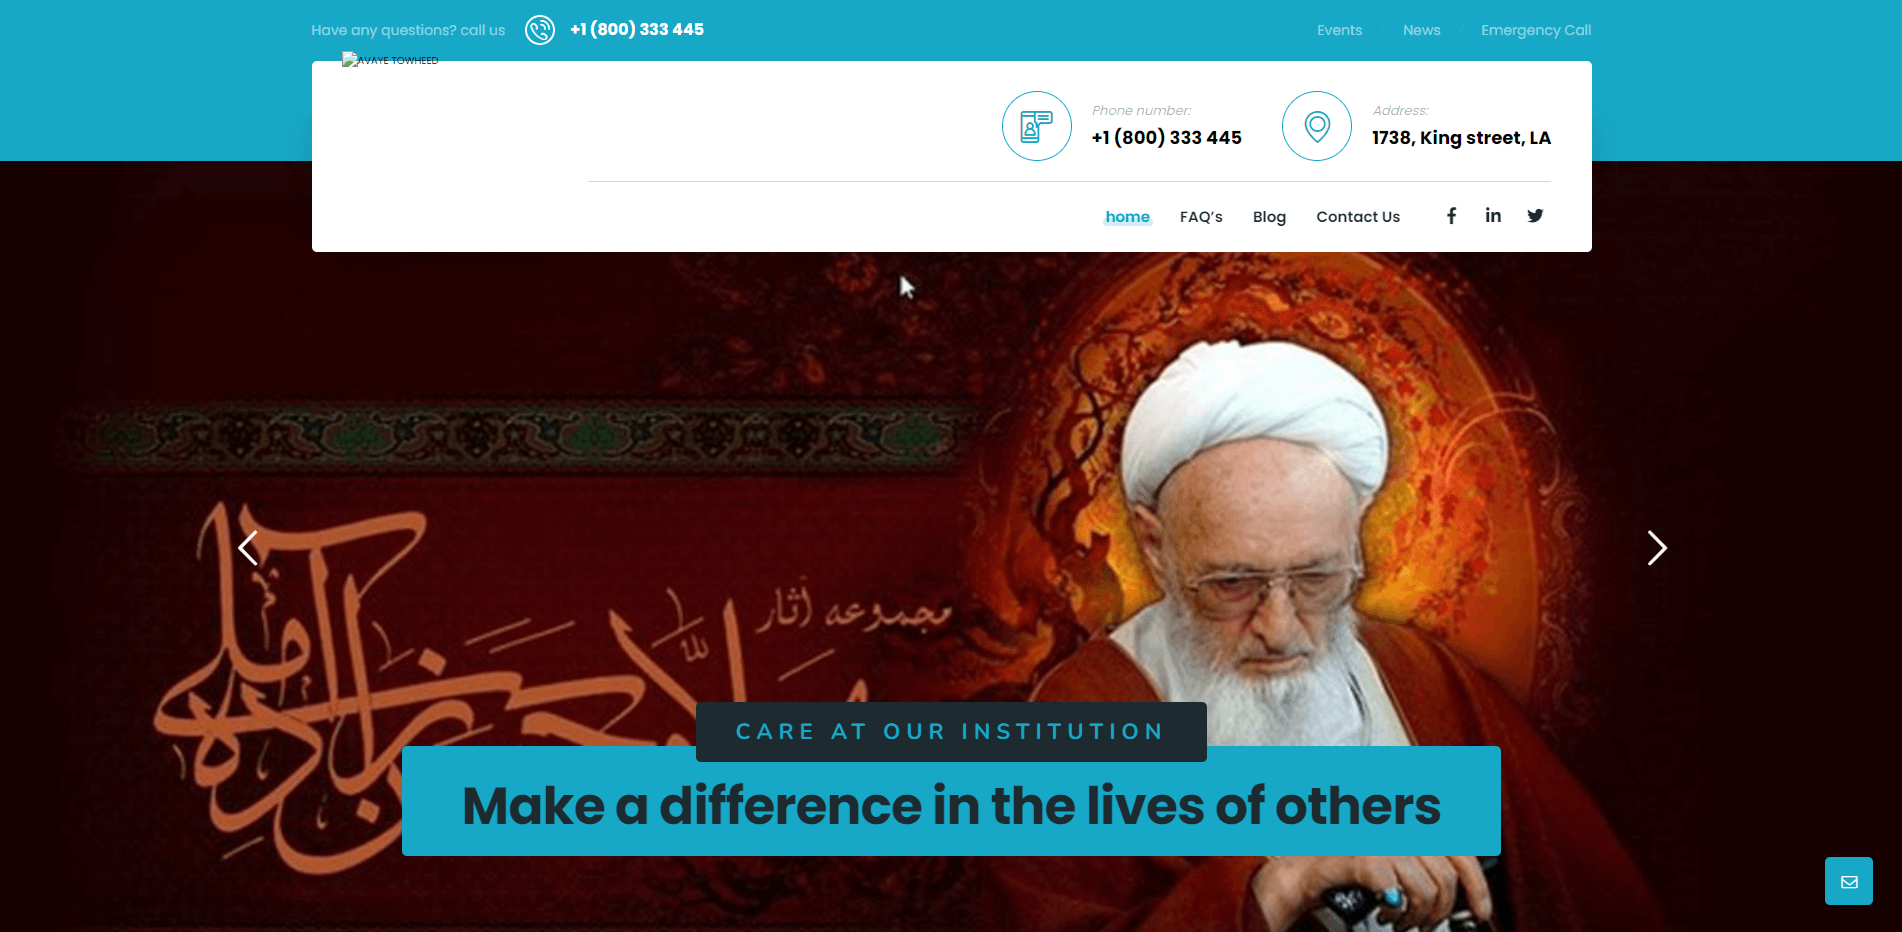 Have any questions? call us
+1 (800) 333 445
Events / News / Emergency Call
AVAYE TOWHEED
Phone number:
+1 (800) 333 445
Address:
1738, King street, LA
home
FAQ’s
Blog
Contact Us
مجموعه آثار
زاده آملی
CARE AT OUR INSTITUTION
Make a difference in the lives of others